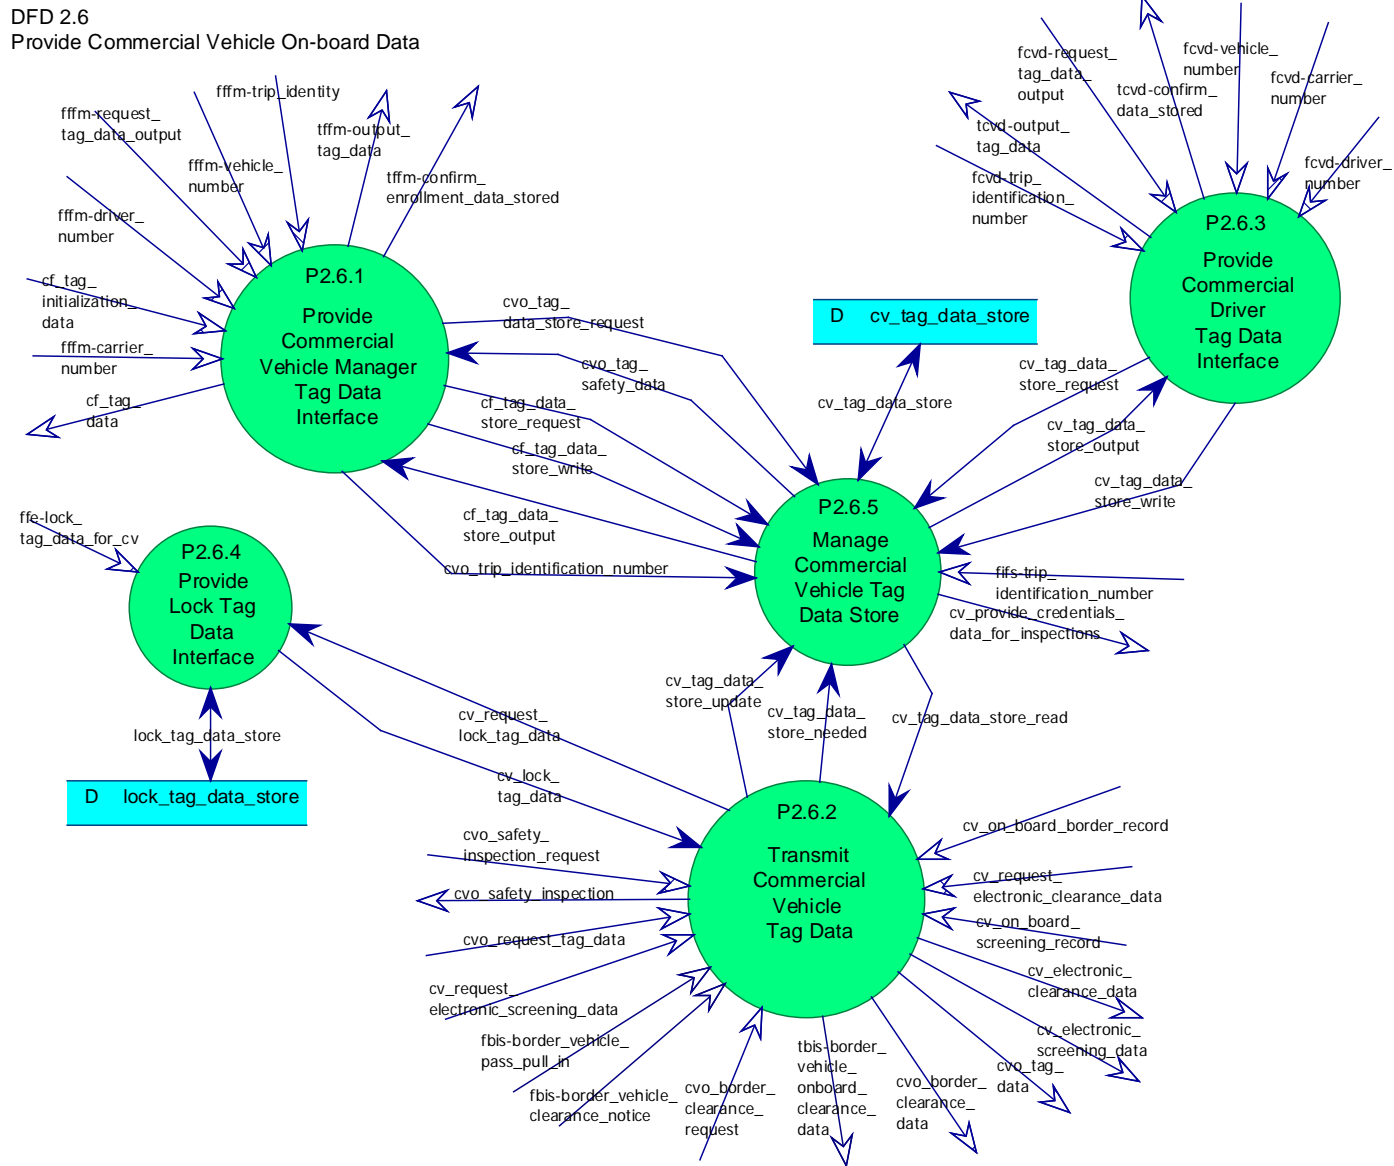 DFD 2.6
Provide Commercial Vehicle On-board Data
fffm-trip_identity
fffm-request_
tag_data_output
fffm-vehicle_
number
tffm-output_
tag_data
tffm-confirm_
enrollment_data_stored
fffm-driver_
number
cf_tag_
initialization_
data
fffm-carrier_
number
cf_tag_
data
P2.6.1
Provide
Commercial
Vehicle Manager
Tag Data
Interface
fcvd-request_
tag_data_
output
tcvd-confirm_
data_stored
fcvd-vehicle_
number
fcvd-carrier_
number
tcvd-output_
tag_data
fcvd-trip_
identification_
number
fcvd-driver_
number
P2.6.3
Provide
Commercial
Driver
Tag Data
Interface
cvo_tag_
data_store_request
cvo_tag_
safety_data
cf_tag_data_
store_request
cf_tag_data_
store_write
cf_tag_data_
store_output
cvo_trip_identification_number
D cv_tag_data_store
cv_tag_data_store
cv_tag_data_
store_request
cv_tag_data_
store_output
cv_tag_data_
store_write
P2.6.5
Manage
Commercial
Vehicle Tag
Data Store
fifs-trip_
identification_number
cv_provide_credentials_
data_for_inspections
ffe-lock_
tag_data_for_cv
P2.6.4
Provide
Lock Tag
Data
Interface
lock_tag_data_store
D lock_tag_data_store
cv_request_
lock_tag_data
cv_lock_
tag_data
cv_tag_data_
store_update
cv_tag_data_
store_needed
cv_tag_data_store_read
P2.6.2
Transmit
Commercial
Vehicle
Tag Data
cvo_safety_
inspection_request
cvo_safety_inspection
cvo_request_tag_data
cv_request_
electronic_screening_data
fbis-border_vehicle_
pass_pull_in
fbis-border_vehicle_
clearance_notice
cvo_border_
clearance_
request
tbis-border_
vehicle_
onboard_
clearance_
data
cvo_border_
clearance_
data
cvo_tag_
data
cv_electronic_
screening_data
cv_electronic_
clearance_data
cv_on_board_
screening_record
cv_request_
electronic_clearance_data
cv_on_board_border_record